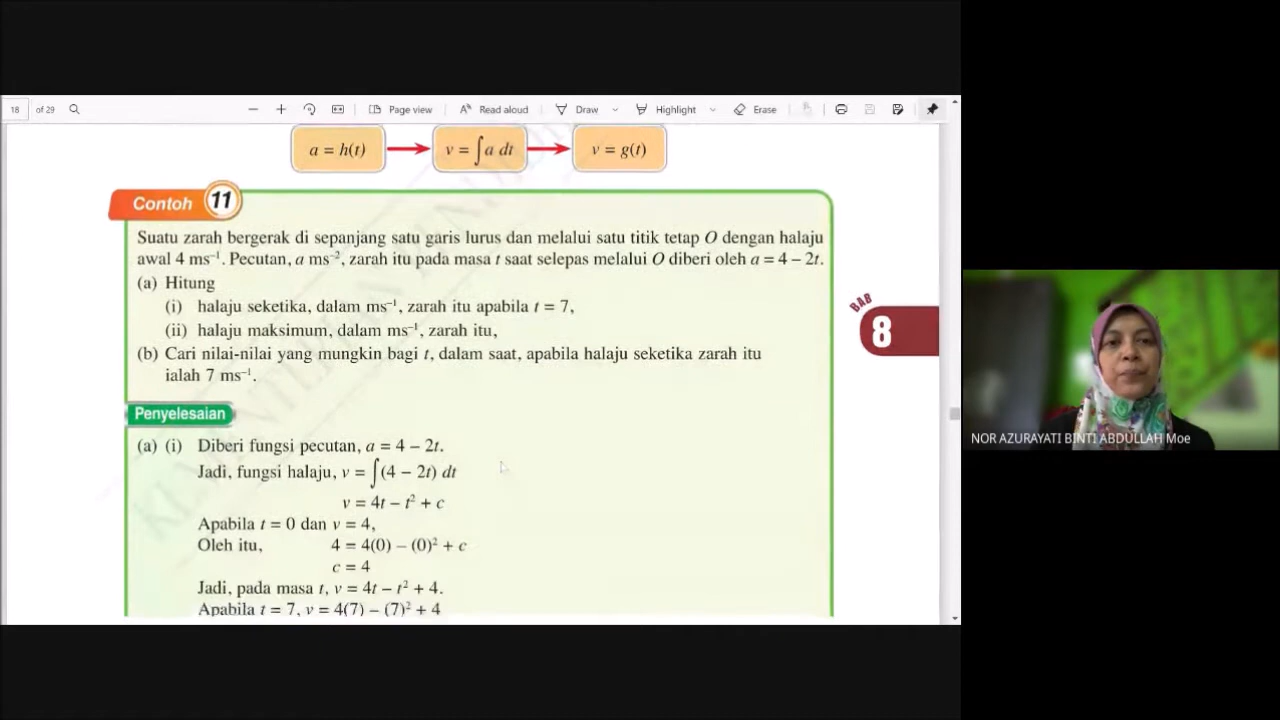 18 of 29 Page view Read aloud Draw Highlight Erase
a = h(t) v = ∫a dt v = g(t)
Contoh 11
Suatu zarah bergerak di sepanjang satu garis lurus dan melalui satu titik tetap O dengan halaju
awal 4 ms⁻¹. Pecutan, a ms⁻², zarah itu pada masa t saat selepas melalui O diberi oleh a = 4 – 2t.
(a) Hitung
(i) halaju seketika, dalam ms⁻¹, zarah itu apabila t = 7,
(ii) halaju maksimum, dalam ms⁻¹, zarah itu,
(b) Cari nilai-nilai yang mungkin bagi t, dalam saat, apabila halaju seketika zarah itu
ialah 7 ms⁻¹.
BAB
8
Penyelesaian
(a) (i) Diberi fungsi pecutan, a = 4 – 2t.
Jadi, fungsi halaju, v = ∫(4 – 2t) dt
v = 4t – t² + c
Apabila t = 0 dan v = 4,
Oleh itu, 4 = 4(0) – (0)² + c
c = 4
Jadi, pada masa t, v = 4t – t² + 4.
Apabila t = 7, v = 4(7) – (7)² + 4
NOR AZURAYATI BINTI ABDULLAH Moe